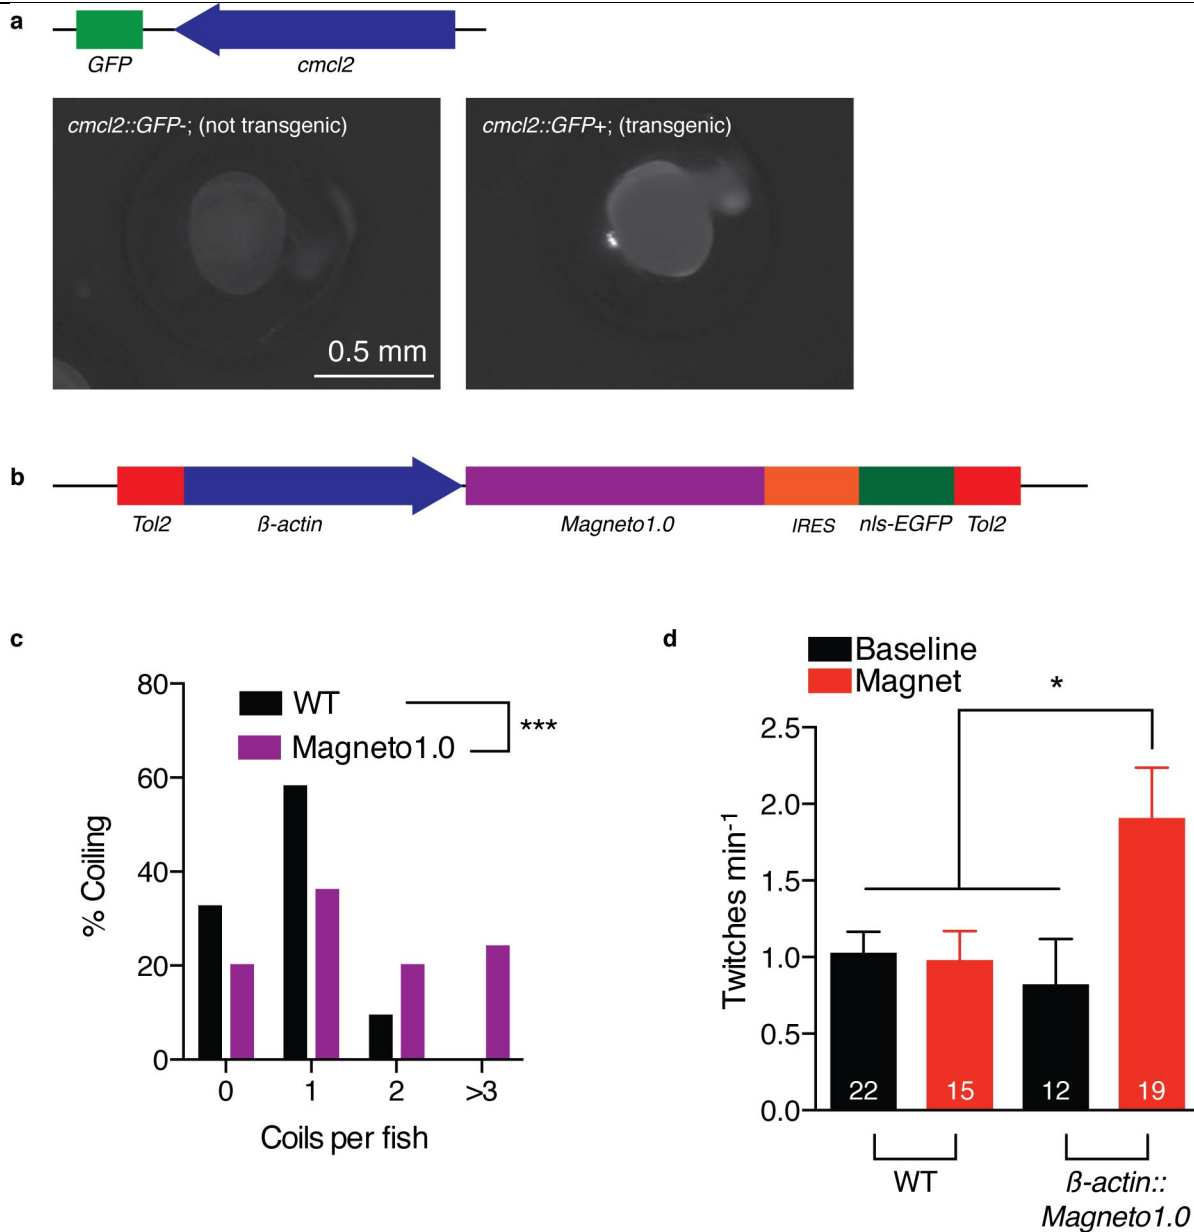 a
GFP
cmcl2
cmcl2::GFP-; (not transgenic)
cmcl2::GFP+; (transgenic)
0.5 mm
b
Tol2
ß-actin
Magneto1.0
IRES
nls-EGFP
Tol2
c
80
60
40
20
0
% Coiling
WT
Magneto1.0
***
0
1
2
>3
Coils per fish
d
Baseline
Magnet
*
2.5
2.0
1.5
1.0
0.5
0.0
Twitches min-1
22
15
12
19
WT
ß-actin::
Magneto1.0